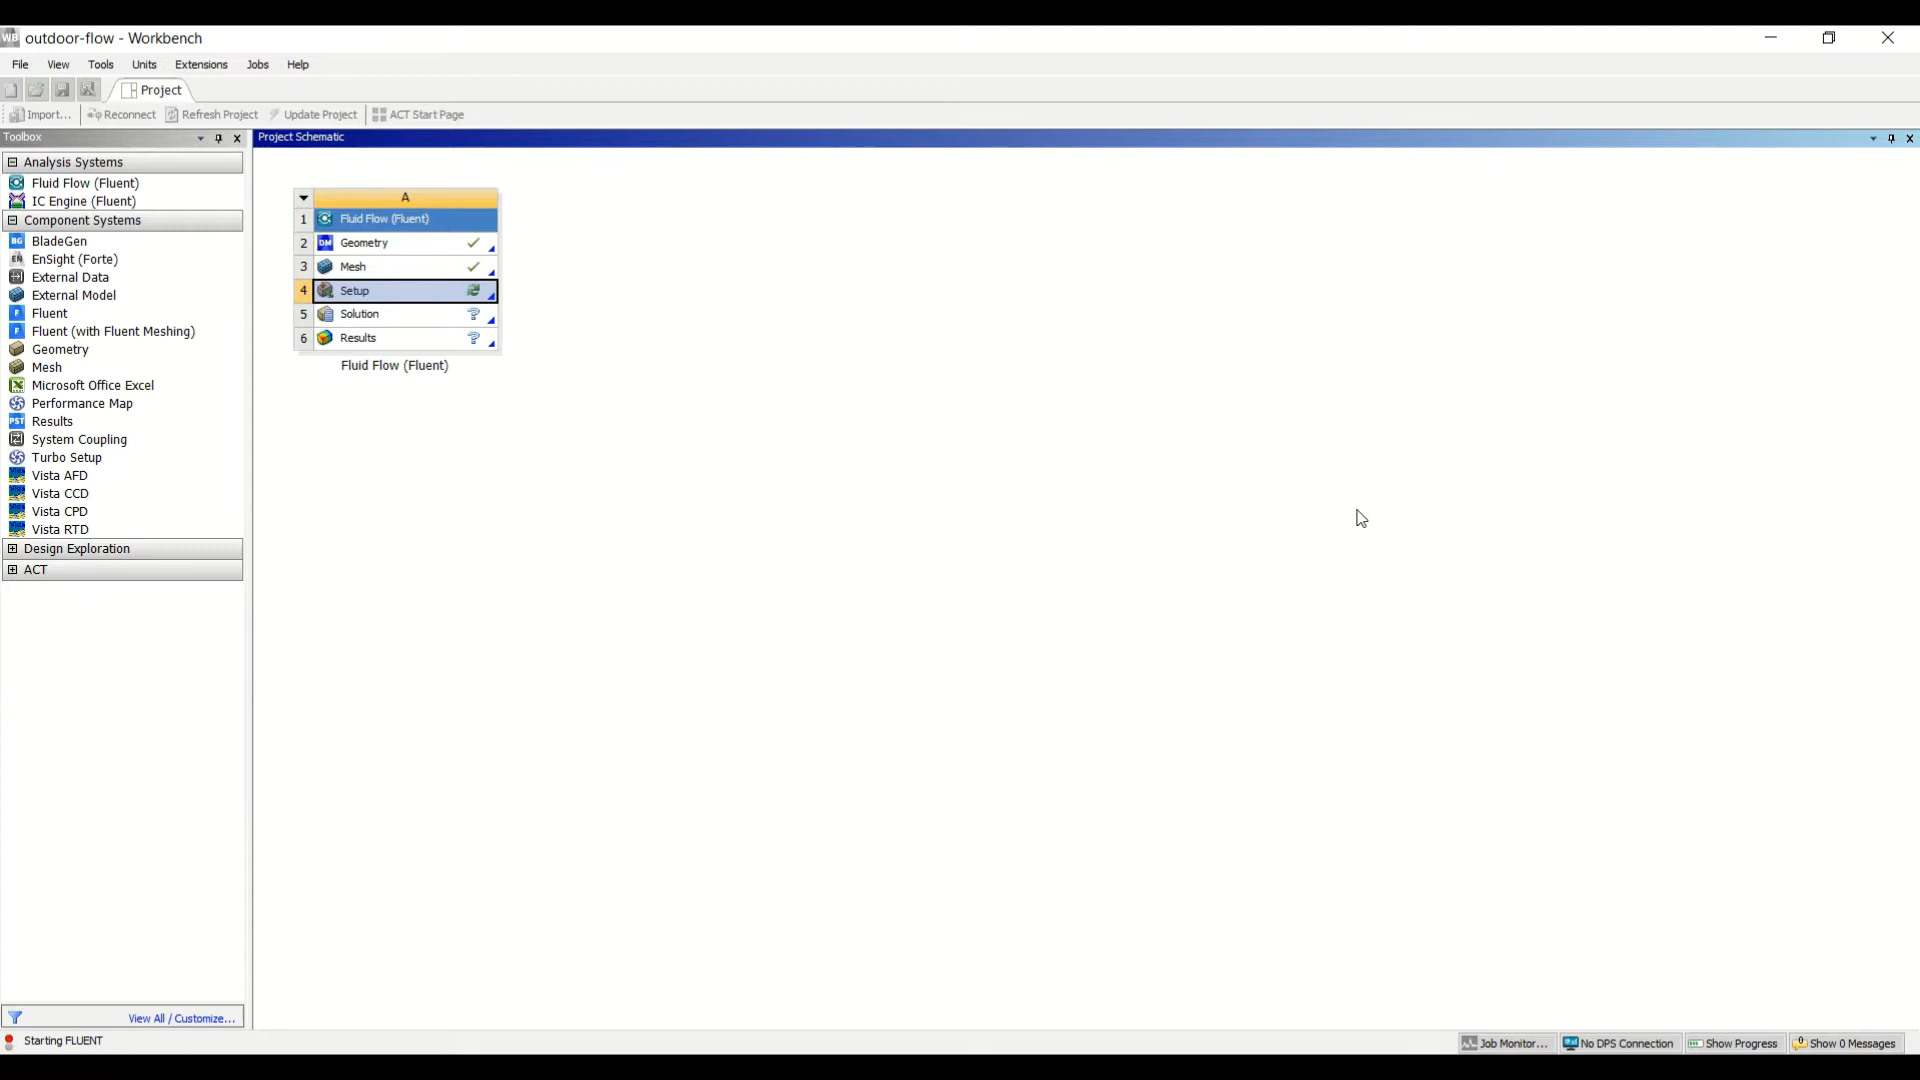 outdoor-flow - Workbench
File View Tools Units Extensions Jobs Help
Project
Import... Reconnect Refresh Project Update Project ACT Start Page
Toolbox
Analysis Systems
Fluid Flow (Fluent)
IC Engine (Fluent)
Component Systems
BladeGen
EnSight (Forte)
External Data
External Model
Fluent
Fluent (with Fluent Meshing)
Geometry
Mesh
Microsoft Office Excel
Performance Map
Results
System Coupling
Turbo Setup
Vista AFD
Vista CCD
Vista CPD
Vista RTD
Design Exploration
ACT
View All / Customize...
Project Schematic
A
1 Fluid Flow (Fluent)
2 DM Geometry
3 Mesh
4 Setup
5 Solution ?
6 Results ?
Fluid Flow (Fluent)
Starting FLUENT
Job Monitor... No DPS Connection Show Progress Show 0 Messages